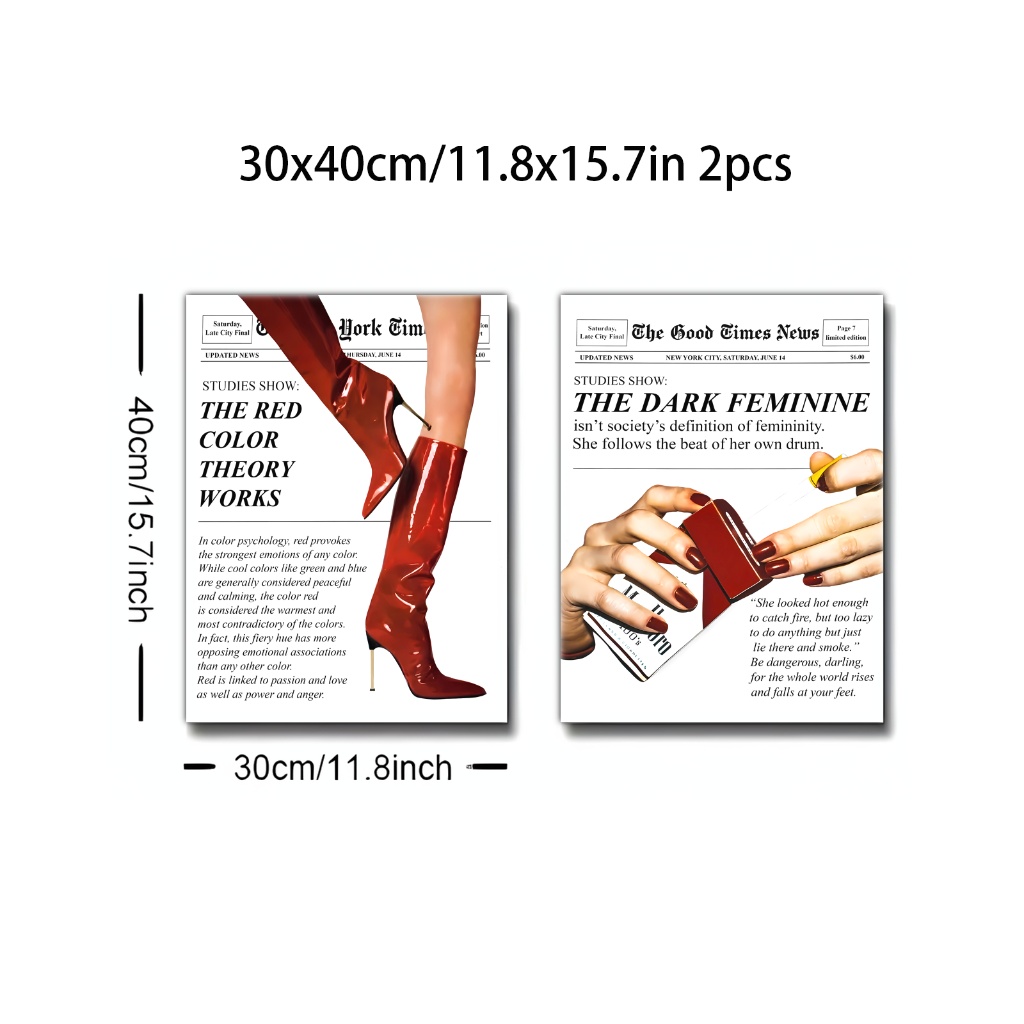 30x40cm/11.8x15.7in 2pcs
40cm/15.7inch
30cm/11.8inch
Saturday,
Late City Final
York Tim
UPDATED NEWS
HURSDAY, JUNE 14
.00
STUDIES SHOW:
THE RED
COLOR
THEORY
WORKS
In color psychology, red provokes
the strongest emotions of any color.
While cool colors like green and blue
are generally considered peaceful
and calming, the color red
is considered the warmest and
most contradictory of the colors.
In fact, this fiery hue has more
opposing emotional associations
than any other color.
Red is linked to passion and love
as well as power and anger.
Saturday,
Late City Final
The Good Times News
Page 7
limited edition
UPDATED NEWS
NEW YORK CITY, SATURDAY, JUNE 14
$1.00
STUDIES SHOW:
THE DARK FEMININE
isn't society's definition of femininity.
She follows the beat of her own drum.
100's
"She looked hot enough
to catch fire, but too lazy
to do anything but just
lie there and smoke."
Be dangerous, darling,
for the whole world rises
and falls at your feet.